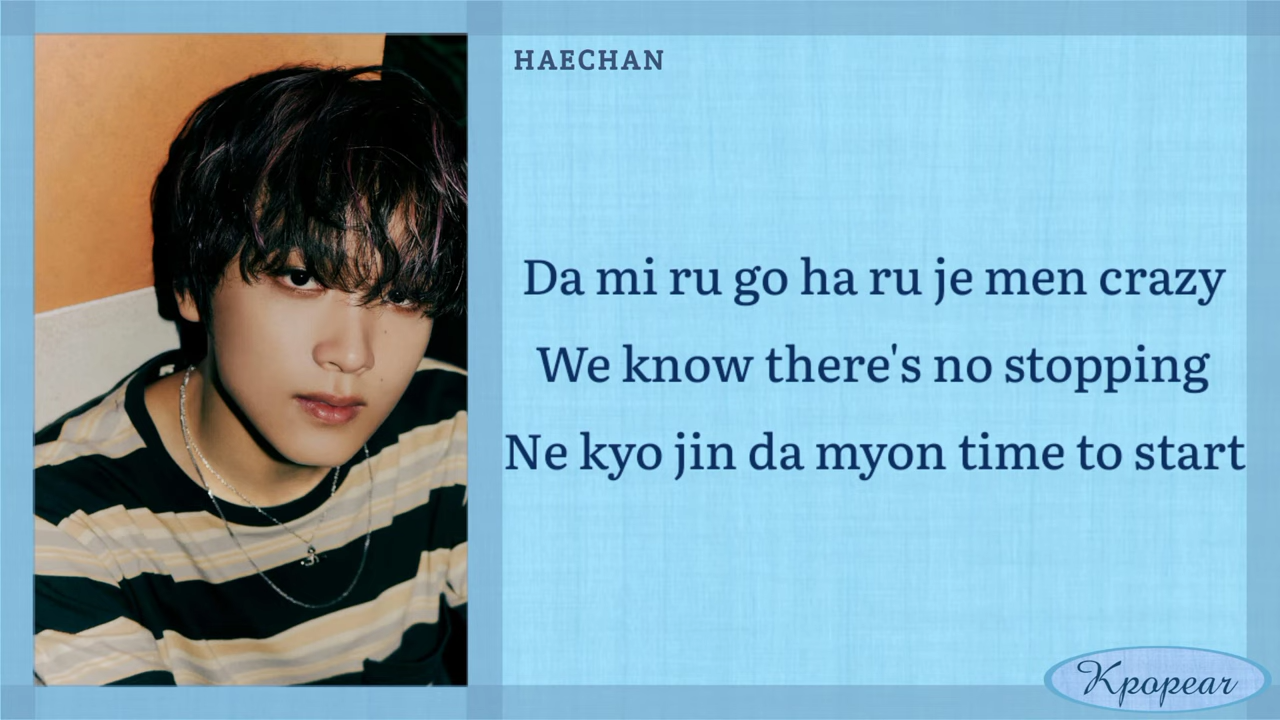 HAECHAN
Da mi ru go ha ru je men crazy
We know there's no stopping
Ne kyo jin da myon time to start
Kpopear